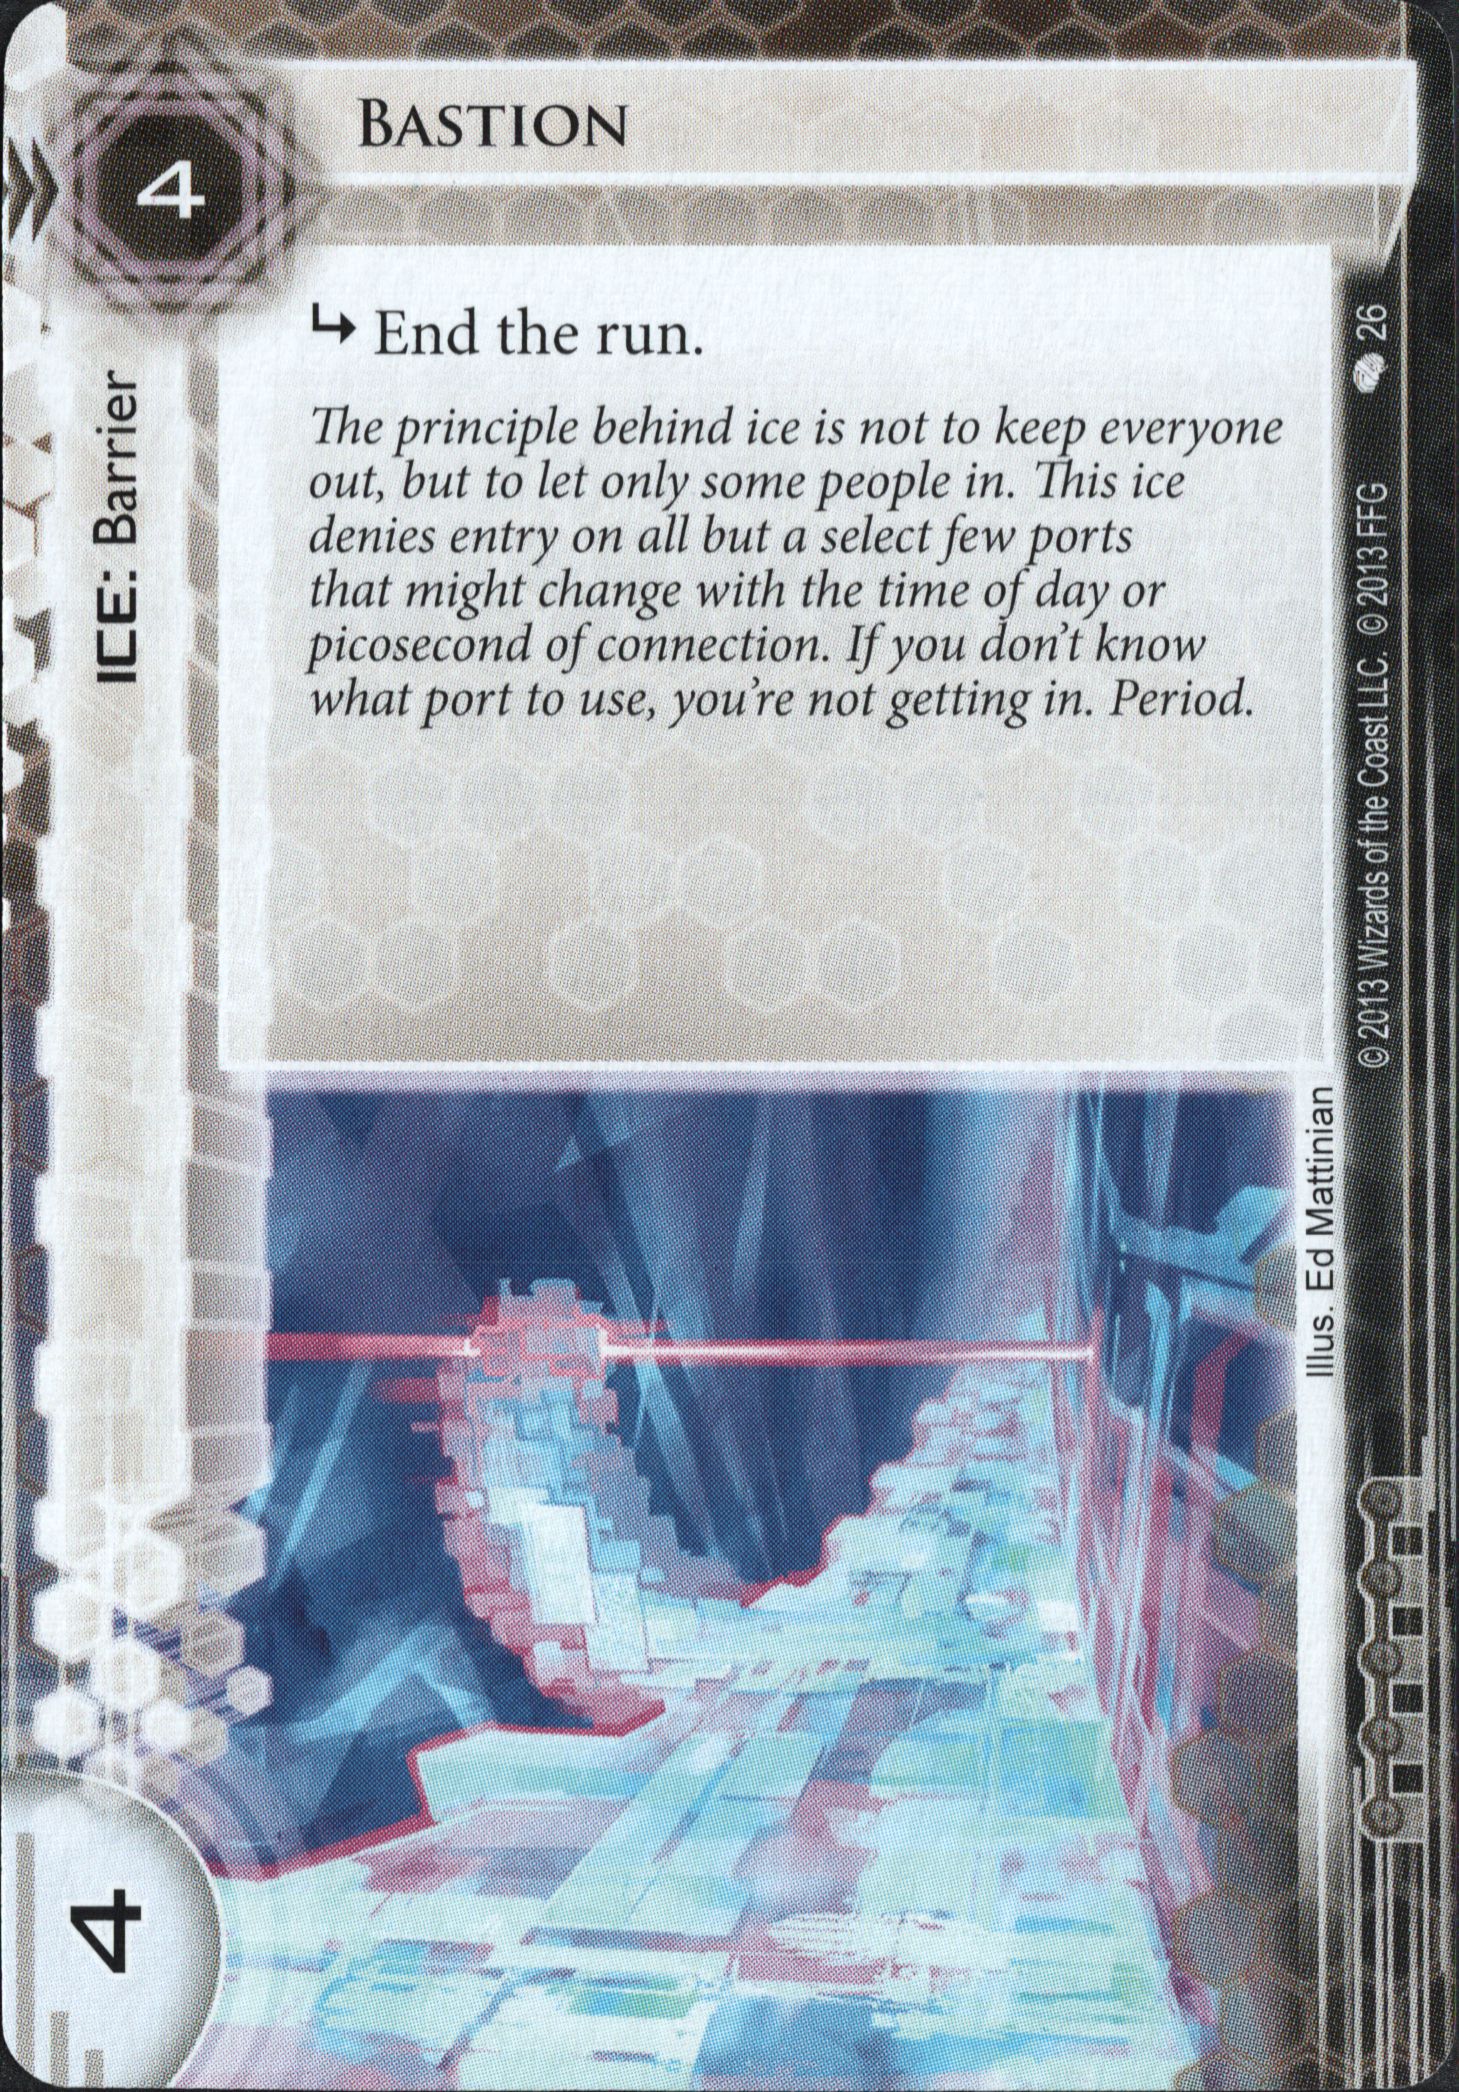 BASTION
4
↳ End the run.
The principle behind ice is not to keep everyone
out, but to let only some people in. This ice
denies entry on all but a select few ports
that might change with the time of day or
picosecond of connection. If you don't know
what port to use, you're not getting in. Period.
ICE: Barrier
4
Illus. Ed Mattinian
© 2013 Wizards of the Coast LLC. © 2013 FFG 26